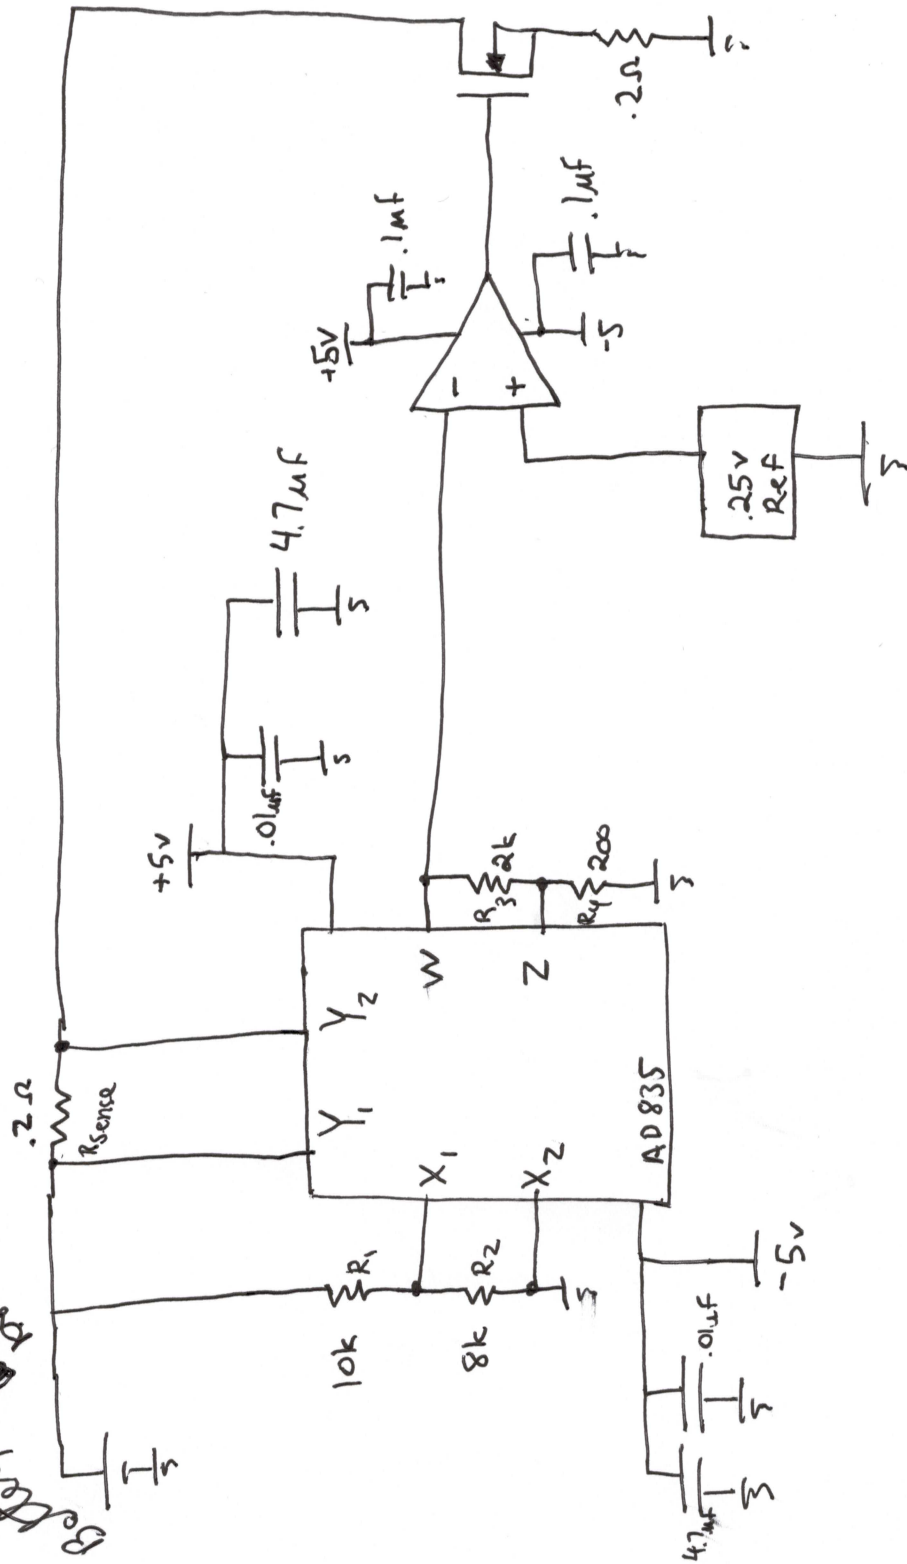 .2Ω
Rsense
+5v
.01μf
4.7μf
+5v
.1μf
.2Ω
.1μf
-5
-
+
.25v
Ref
Y1
Y2
X1
X2
W
Z
AD835
R3
2k
R4
200
10k
R1
8k
R2
-5v
.01μf
4.7μf